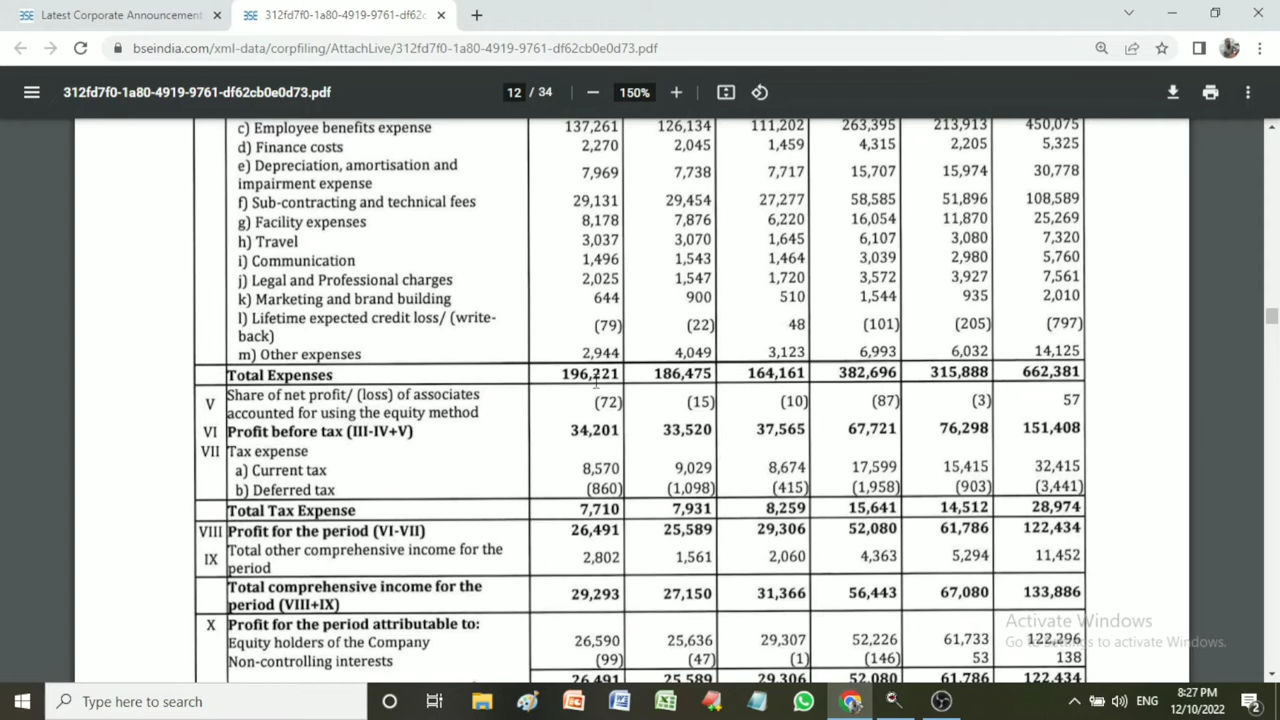 Latest Corporate Announcement
312fd7f0-1a80-4919-9761-df62cb0e0d73.pdf
bseindia.com/xml-data/corpfiling/AttachLive/312fd7f0-1a80-4919-9761-df62cb0e0d73.pdf
312fd7f0-1a80-4919-9761-df62cb0e0d73.pdf 12 / 34 150%
c) Employee benefits expense 137,261 126,134 111,202 263,395 213,913 450,075
d) Finance costs 2,270 2,045 1,459 4,315 2,205 5,325
e) Depreciation, amortisation and
impairment expense 7,969 7,738 7,717 15,707 15,974 30,778
f) Sub-contracting and technical fees 29,131 29,454 27,277 58,585 51,896 108,589
g) Facility expenses 8,178 7,876 6,220 16,054 11,870 25,269
h) Travel 3,037 3,070 1,645 6,107 3,080 7,320
i) Communication 1,496 1,543 1,464 3,039 2,980 5,760
j) Legal and Professional charges 2,025 1,547 1,720 3,572 3,927 7,561
k) Marketing and brand building 644 900 510 1,544 935 2,010
l) Lifetime expected credit loss/ (write-
back) (79) (22) 48 (101) (205) (797)
m) Other expenses 2,944 4,049 3,123 6,993 6,032 14,125
Total Expenses 196,221 186,475 164,161 382,696 315,888 662,381
V Share of net profit/ (loss) of associates
accounted for using the equity method (72) (15) (10) (87) (3) 57
VI Profit before tax (III-IV+V) 34,201 33,520 37,565 67,721 76,298 151,408
VII Tax expense
a) Current tax 8,570 9,029 8,674 17,599 15,415 32,415
b) Deferred tax (860) (1,098) (415) (1,958) (903) (3,441)
Total Tax Expense 7,710 7,931 8,259 15,641 14,512 28,974
VIII Profit for the period (VI-VII) 26,491 25,589 29,306 52,080 61,786 122,434
IX Total other comprehensive income for the
period 2,802 1,561 2,060 4,363 5,294 11,452
Total comprehensive income for the
period (VIII+IX) 29,293 27,150 31,366 56,443 67,080 133,886
X Profit for the period attributable to:
Equity holders of the Company 26,590 25,636 29,307 52,226 61,733 122,296
Non-controlling interests (99) (47) (1) (146) 53 138
26,491 25,589 29,306 52,080 61,786 122,434
Activate Windows
Go to Settings to activate Windows.
Type here to search
ENG
8:27 PM
12/10/2022
2